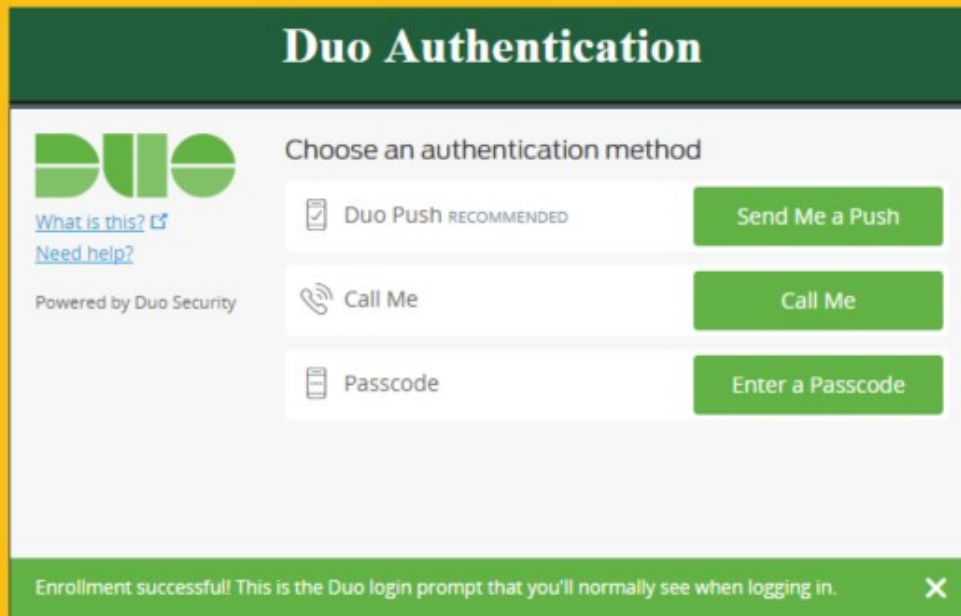 Duo Authentication
DUO
What is this?
Need help?
Powered by Duo Security
Choose an authentication method
Duo Push RECOMMENDED
Send Me a Push
Call Me
Call Me
Passcode
Enter a Passcode
Enrollment successful! This is the Duo login prompt that you'll normally see when logging in.